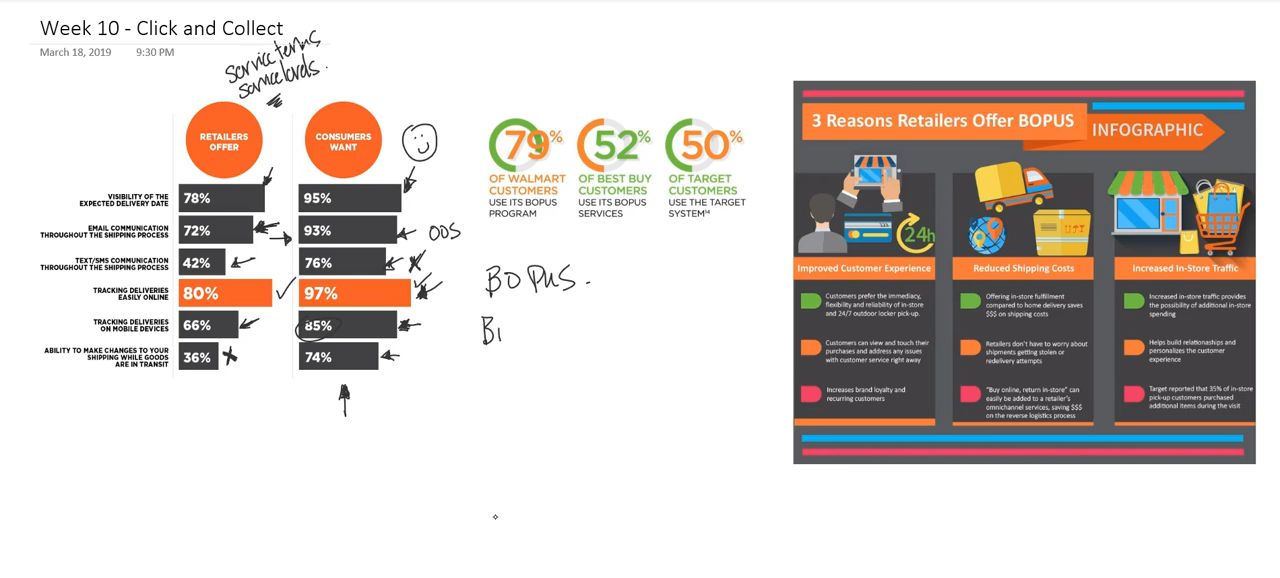 Week 10 - Click and Collect
March 18, 2019 9:30 PM
service terms
service levels.
RETAILERS
OFFER
CONSUMERS
WANT
VISIBILITY OF THE
EXPECTED DELIVERY DATE
78%
95%
EMAIL COMMUNICATION
THROUGHOUT THE SHIPPING PROCESS
72%
93%
OOS
TEXT/SMS COMMUNICATION
THROUGHOUT THE SHIPPING PROCESS
42%
76%
TRACKING DELIVERIES
EASILY ONLINE
80%
97%
TRACKING DELIVERIES
ON MOBILE DEVICES
66%
85%
ABILITY TO MAKE CHANGES TO YOUR
SHIPPING WHILE GOODS
ARE IN TRANSIT
36%
74%
79%
OF WALMART
CUSTOMERS
USE ITS BOPUS
PROGRAM
52%
OF BEST BUY
CUSTOMERS
USE ITS BOPUS
SERVICES
50%
OF TARGET
CUSTOMERS
USE THE TARGET
SYSTEM¹⁴
BOPUS.
BI
3 Reasons Retailers Offer BOPUS
INFOGRAPHIC
24h
Improved Customer Experience
Customers prefer the immediacy,
flexibility and reliability of in-store
and 24/7 outdoor locker pick-up.
Customers can view and touch their
purchases and address any issues
with customer service right away
Increases brand loyalty and
recurring customers
Reduced Shipping Costs
Offering in-store fulfillment
compared to home delivery saves
$$$ on shipping costs
Retailers don't have to worry about
shipments getting stolen or
redelivery attempts
"Buy online, return in-store" can
easily be added to a retailer's
omnichannel services, saving $$$
on the reverse logistics process
Increased In-Store Traffic
Increased in-store traffic provides
the possibility of additional in-store
spending
Helps build relationaships and
personalizes the customer
experience
Target reported that 35% of in-store
pick-up customers purchased
additional items during the visit